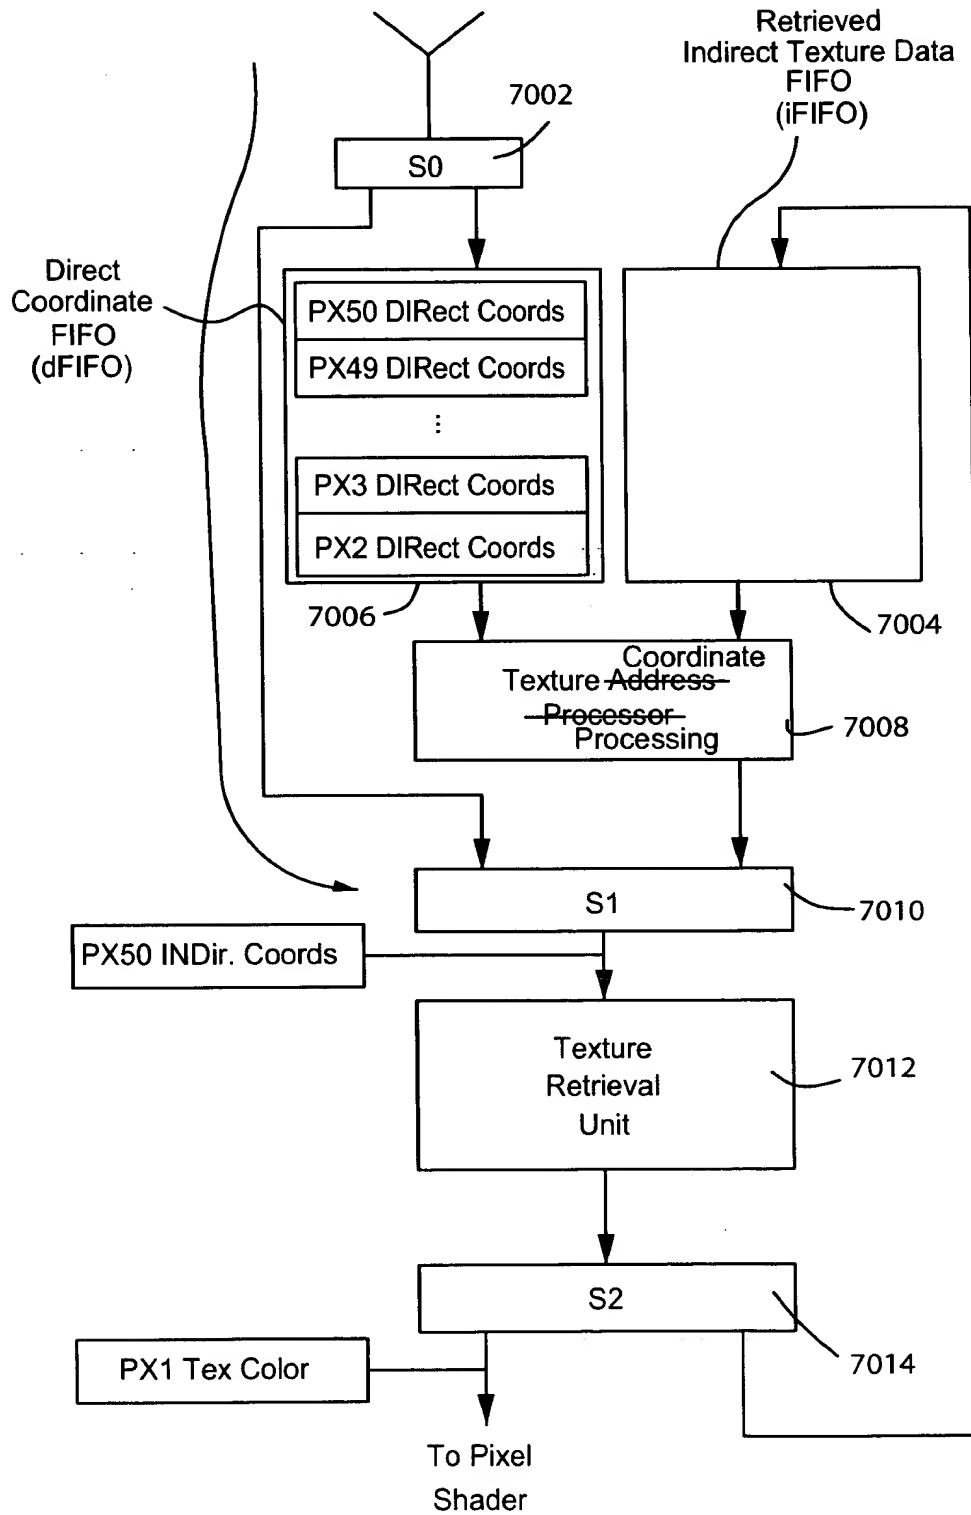 Retrieved
Indirect Texture Data
FIFO
(iFIFO)
7002
S0
Direct
Coordinate
FIFO
(dFIFO)
PX50 DIRect Coords
PX49 DIRect Coords
...
PX3 DIRect Coords
PX2 DIRect Coords
7006
7004
Coordinate
Texture Address
Processor
Processing
7008
S1
7010
PX50 INDir. Coords
Texture
Retrieval
Unit
7012
S2
7014
PX1 Tex Color
To Pixel
Shader